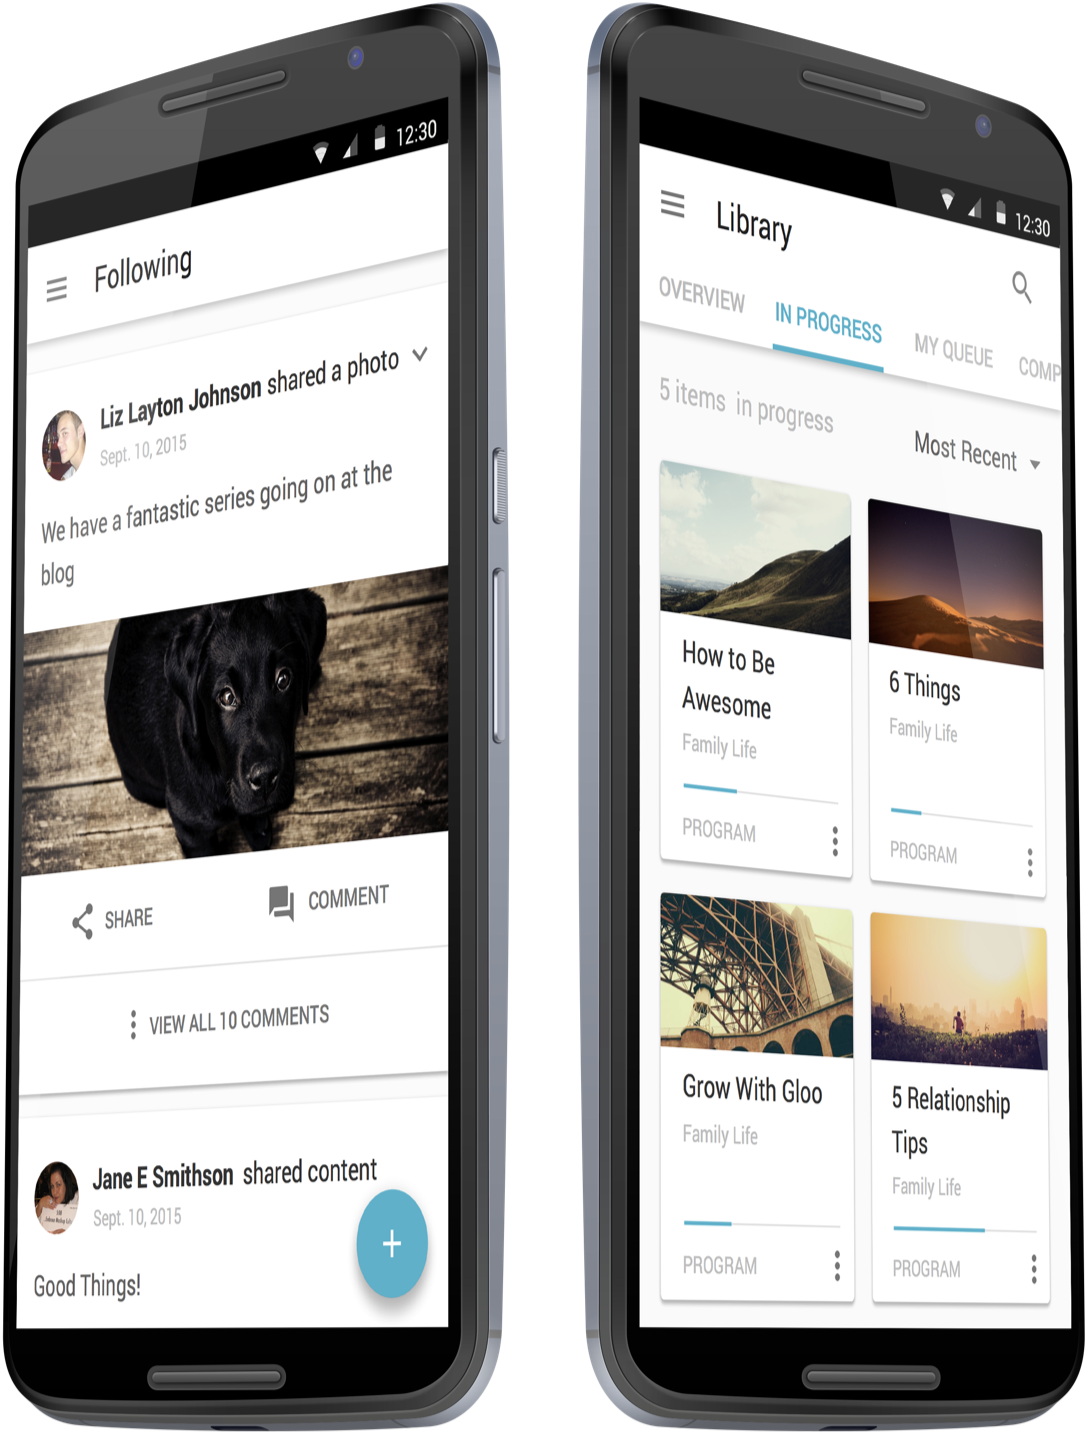 12:30
Following
Liz Layton Johnson shared a photo
Sept. 10, 2015
We have a fantastic series going on at the
blog
SHARE
COMMENT
VIEW ALL 10 COMMENTS
Jane E Smithson shared content
Sept. 10, 2015
Good Things!
12:30
Library
OVERVIEW
IN PROGRESS
MY QUEUE
COMP
5 items in progress
Most Recent
How to Be
Awesome
Family Life
PROGRAM
6 Things
Family Life
PROGRAM
Grow With Gloo
Family Life
PROGRAM
5 Relationship
Tips
Family Life
PROGRAM